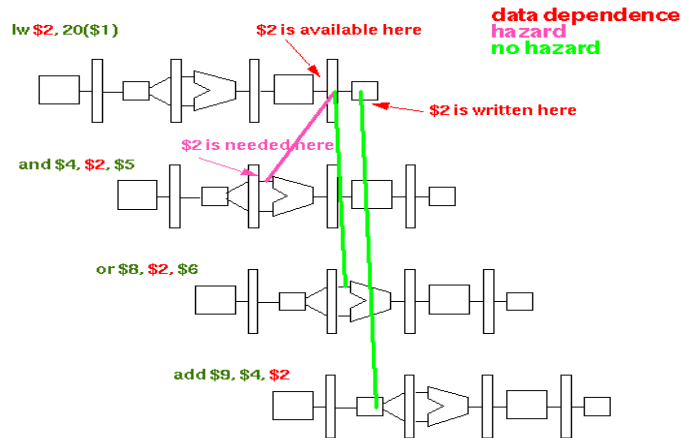 data dependence
hazard
no hazard
lw $2, 20($1)
$2 is available here
$2 is written here
$2 is needed here
and $4, $2, $5
or $8, $2, $6
add $9, $4, $2